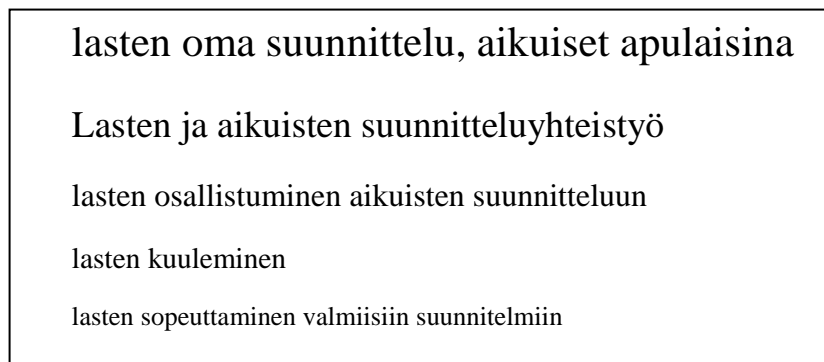 lasten oma suunnittelu, aikuiset apulaisina
Lasten ja aikuisten suunnitteluyhteistyö
lasten osallistuminen aikuisten suunnitteluun
lasten kuuleminen
lasten sopeuttaminen valmiisiin suunnitelmiin